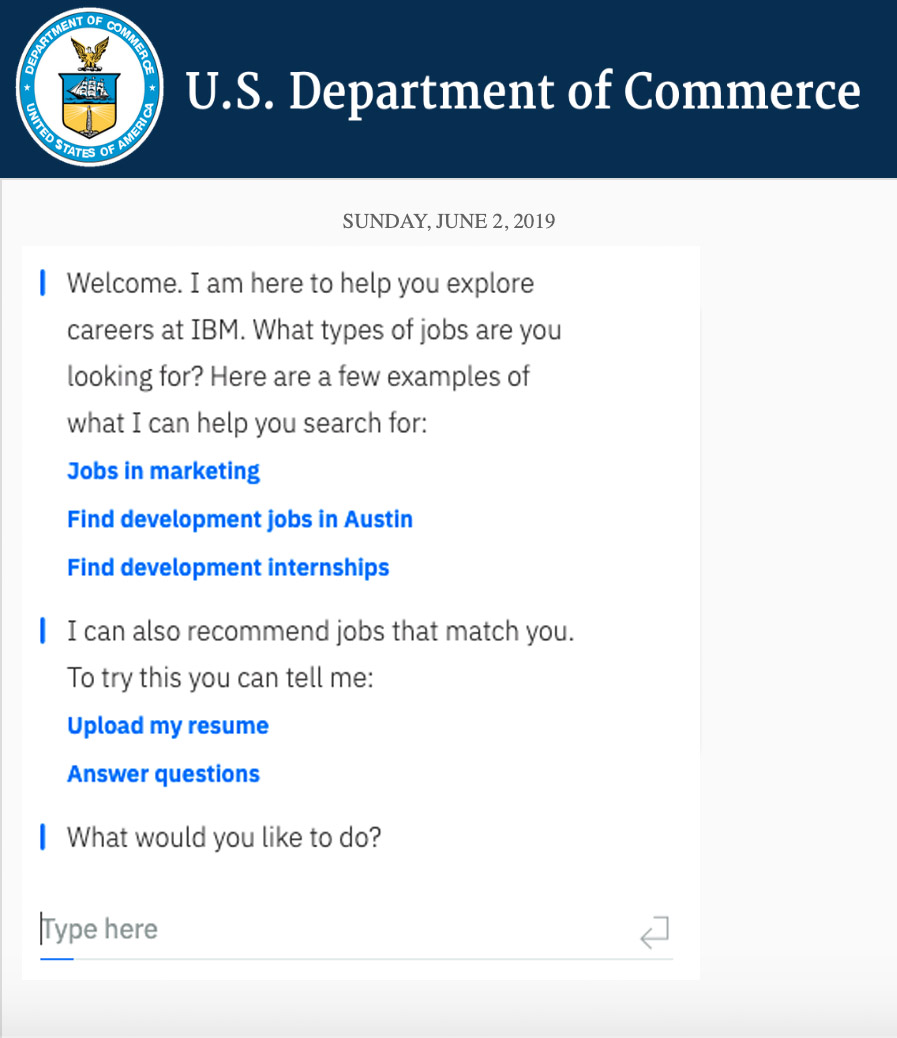 DEPARTMENT OF COMMERCE
UNITED STATES OF AMERICA
U.S. Department of Commerce
SUNDAY, JUNE 2, 2019
Welcome. I am here to help you explore
careers at IBM. What types of jobs are you
looking for? Here are a few examples of
what I can help you search for:
Jobs in marketing
Find development jobs in Austin
Find development internships
I can also recommend jobs that match you.
To try this you can tell me:
Upload my resume
Answer questions
What would you like to do?
Type here